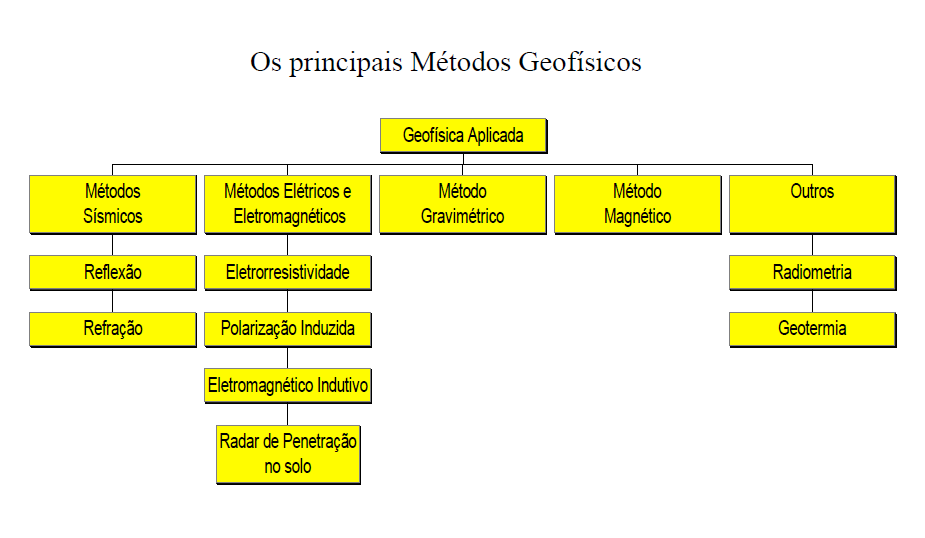 Os principais Métodos Geofísicos
Geofísica Aplicada
Métodos
Sísmicos
Reflexão
Refração
Métodos Elétricos e
Eletromagnéticos
Eletrorresistividade
Polarização Induzida
Eletromagnético Indutivo
Radar de Penetração
no solo
Método
Gravimétrico
Método
Magnético
Outros
Radiometria
Geotermia